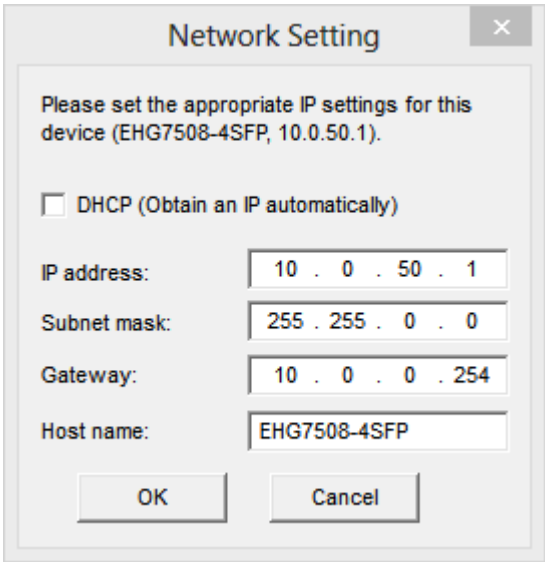 Network Setting
Please set the appropriate IP settings for this
device (EHG7508-4SFP, 10.0.50.1).
DHCP (Obtain an IP automatically)
IP address: 10 . 0 . 50 . 1
Subnet mask: 255 . 255 . 0 . 0
Gateway: 10 . 0 . 0 . 254
Host name: EHG7508-4SFP
OK Cancel